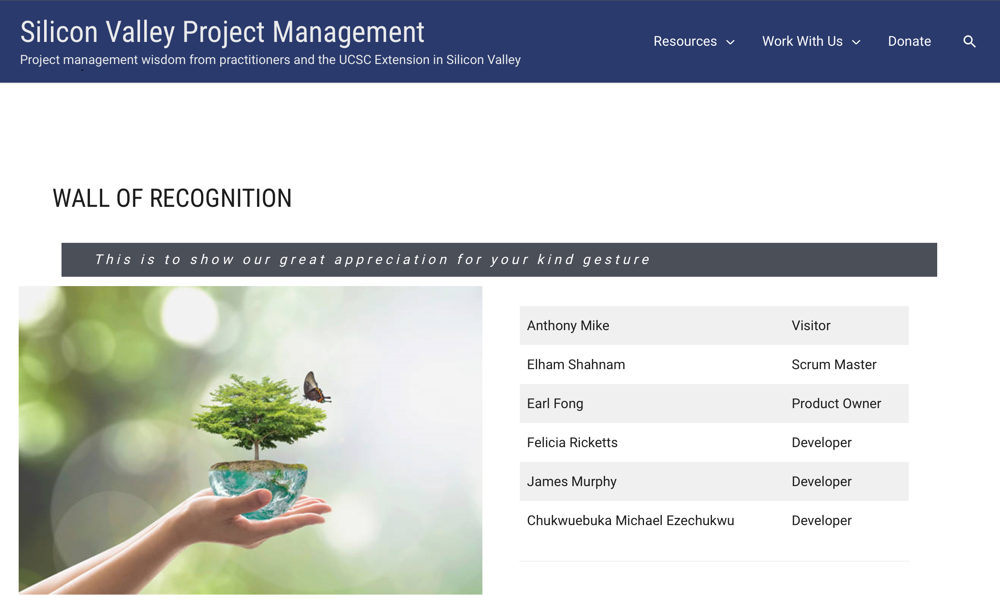 Silicon Valley Project Management
Project management wisdom from practitioners and the UCSC Extension in Silicon Valley
Resources
Work With Us
Donate
WALL OF RECOGNITION
This is to show our great appreciation for your kind gesture
Anthony Mike Visitor
Elham Shahnam Scrum Master
Earl Fong Product Owner
Felicia Ricketts Developer
James Murphy Developer
Chukwuebuka Michael Ezechukwu Developer